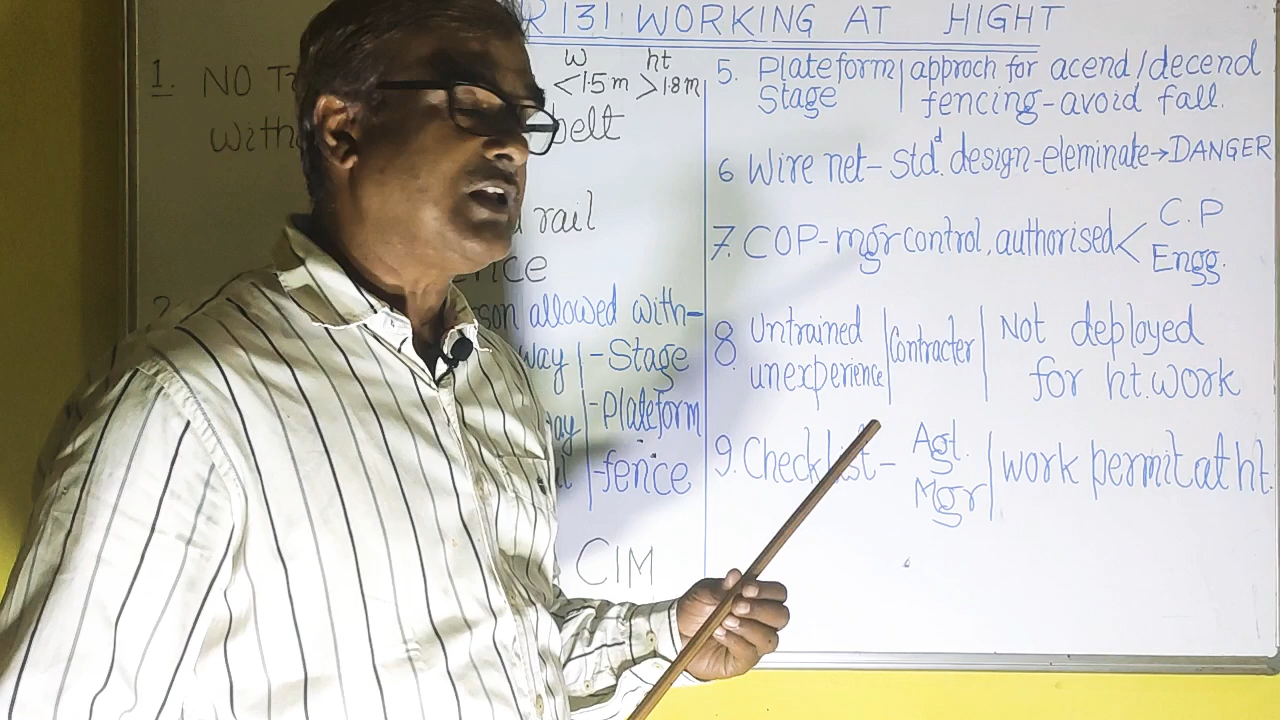 R 131 WORKING AT HIGHT
1. NO
w ht
<1.5m >1.8m
belt
rail
son allowed with-
way | -Stage
-Plateform
-fence
CIM
5. Plateform | approch for acend/decend
Stage | fencing-avoid fall.
6 Wire net- Std.d design-eleminate→DANGER
7. COP-mgr control, authorised< C.P
Engg.
8. Untrained | Contracter | Not deployed
unexperience | for ht. work
9. Checklist- Agt. | work permit at ht.
Mgr